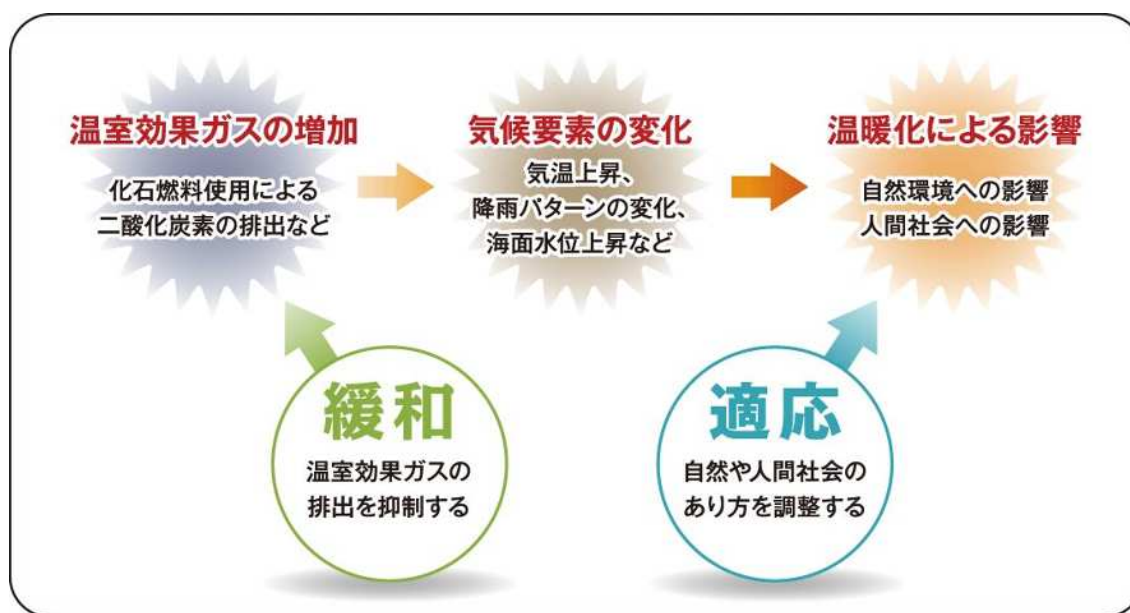 温室効果ガスの増加
化石燃料使用による
二酸化炭素の排出など
気候要素の変化
気温上昇、
降雨パターンの変化、
海面水位上昇など
温暖化による影響
自然環境への影響
人間社会への影響
緩和
温室効果ガスの
排出を抑制する
適応
自然や人間社会の
あり方を調整する